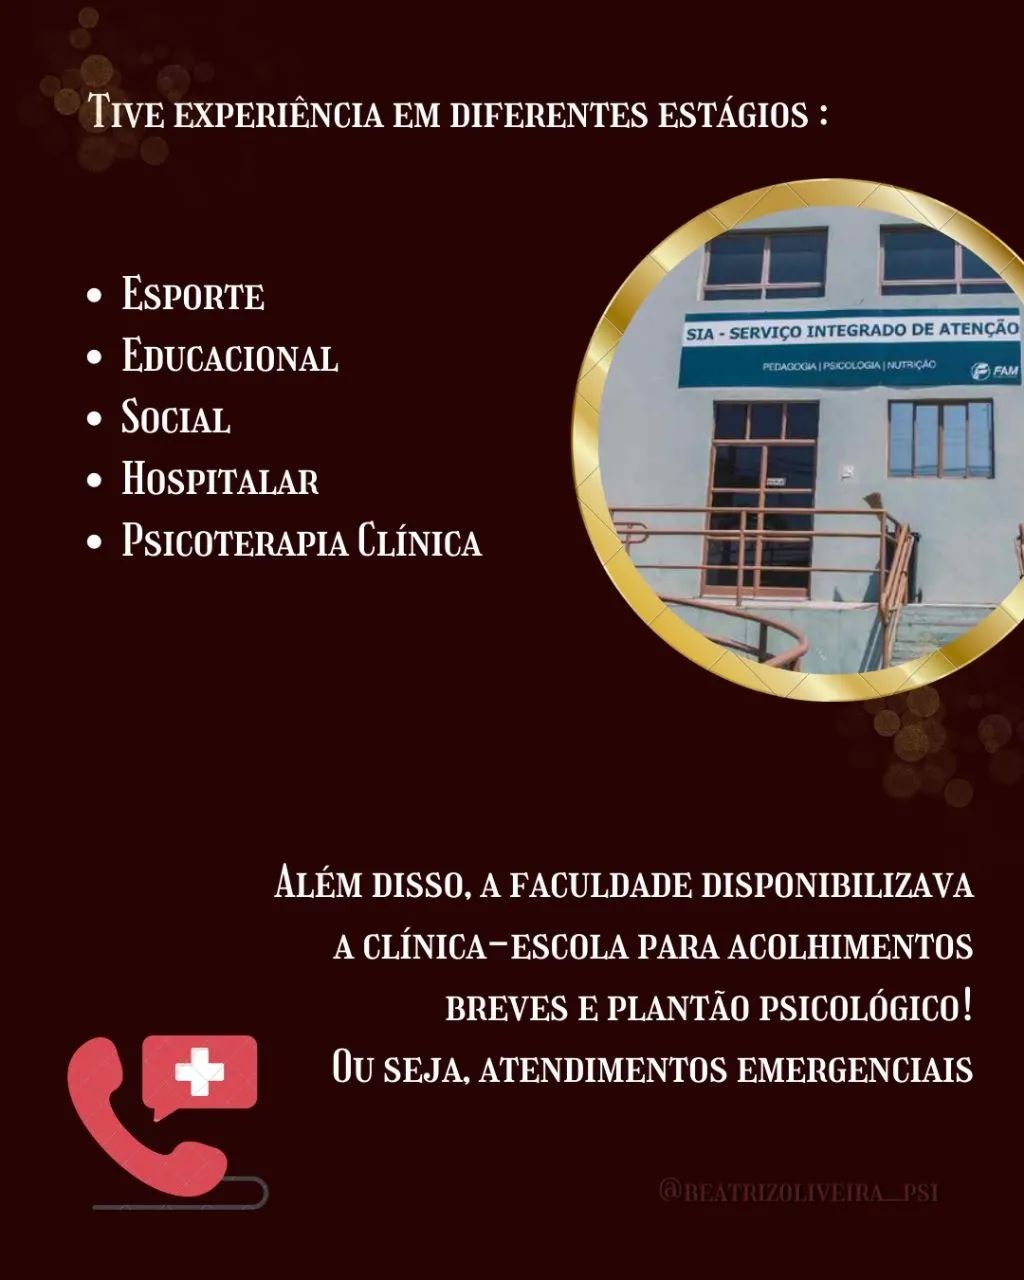 Tive experiência em diferentes estágios :
SIA - SERVIÇO INTEGRADO DE ATENÇÃO
PEDAGOGIA | PSICOLOGIA | NUTRIÇÃO
FAM
• Esporte
• Educacional
• Social
• Hospitalar
• Psicoterapia Clínica
Além disso, a faculdade disponibilizava
a clínica-escola para acolhimentos
breves e plantão psicológico!
Ou seja, atendimentos emergenciais
@beatrizoliveira_psi